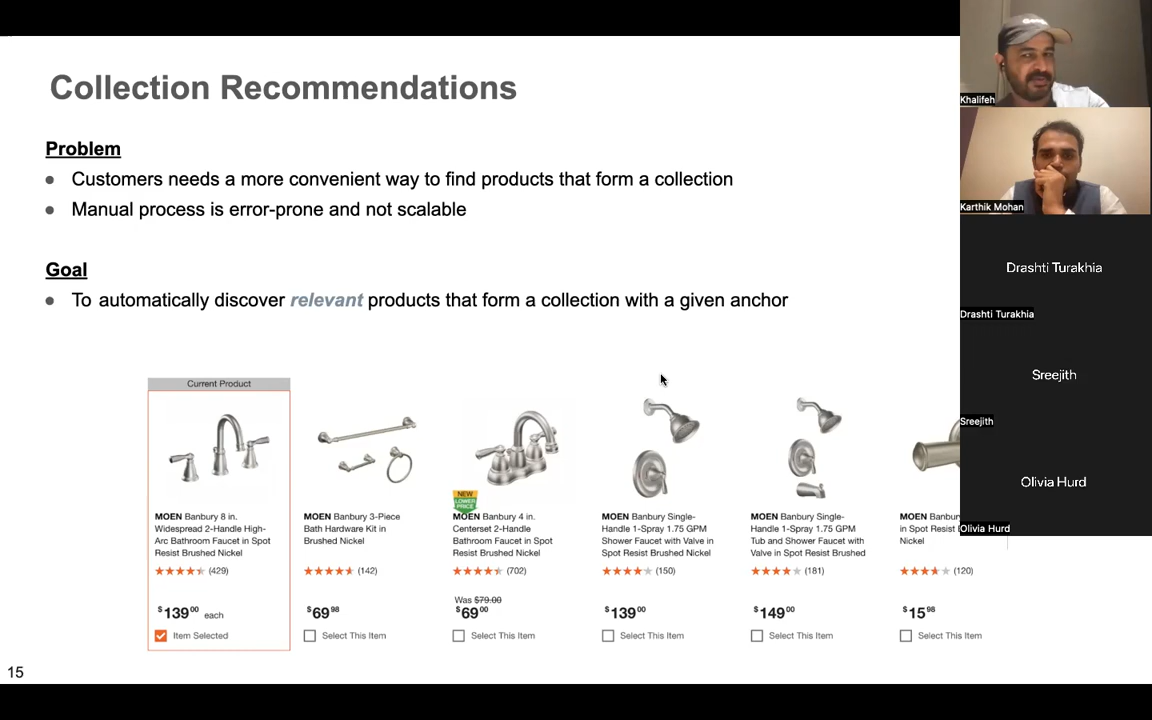 Collection Recommendations
Problem
Customers needs a more convenient way to find products that form a collection
Manual process is error-prone and not scalable
Goal
To automatically discover relevant products that form a collection with a given anchor
Current Product
MOEN Banbury 8 in.
Widespread 2-Handle High-
Arc Bathroom Faucet in Spot
Resist Brushed Nickel
(429)
$139 00 each
Item Selected
MOEN Banbury 3-Piece
Bath Hardware Kit in
Brushed Nickel
(142)
$69 98
Select This Item
NEW
LOWER
PRICE
MOEN Banbury 4 in.
Centerset 2-Handle
Bathroom Faucet in Spot
Resist Brushed Nickel
(702)
Was $79.00
$69 00
Select This Item
MOEN Banbury Single-
Handle 1-Spray 1.75 GPM
Shower Faucet with Valve in
Spot Resist Brushed Nickel
(150)
$139 00
Select This Item
MOEN Banbury Single-
Handle 1-Spray 1.75 GPM
Tub and Shower Faucet with
Valve in Spot Resist Brushed
(181)
$149 00
Select This Item
MOEN Banbur
in Spot Resist
Nickel
(120)
$15 98
Select This Item
15
Khalifeh
Karthik Mohan
Drashti Turakhia
Drashti Turakhia
Sreejith
Sreejith
Olivia Hurd
Olivia Hurd